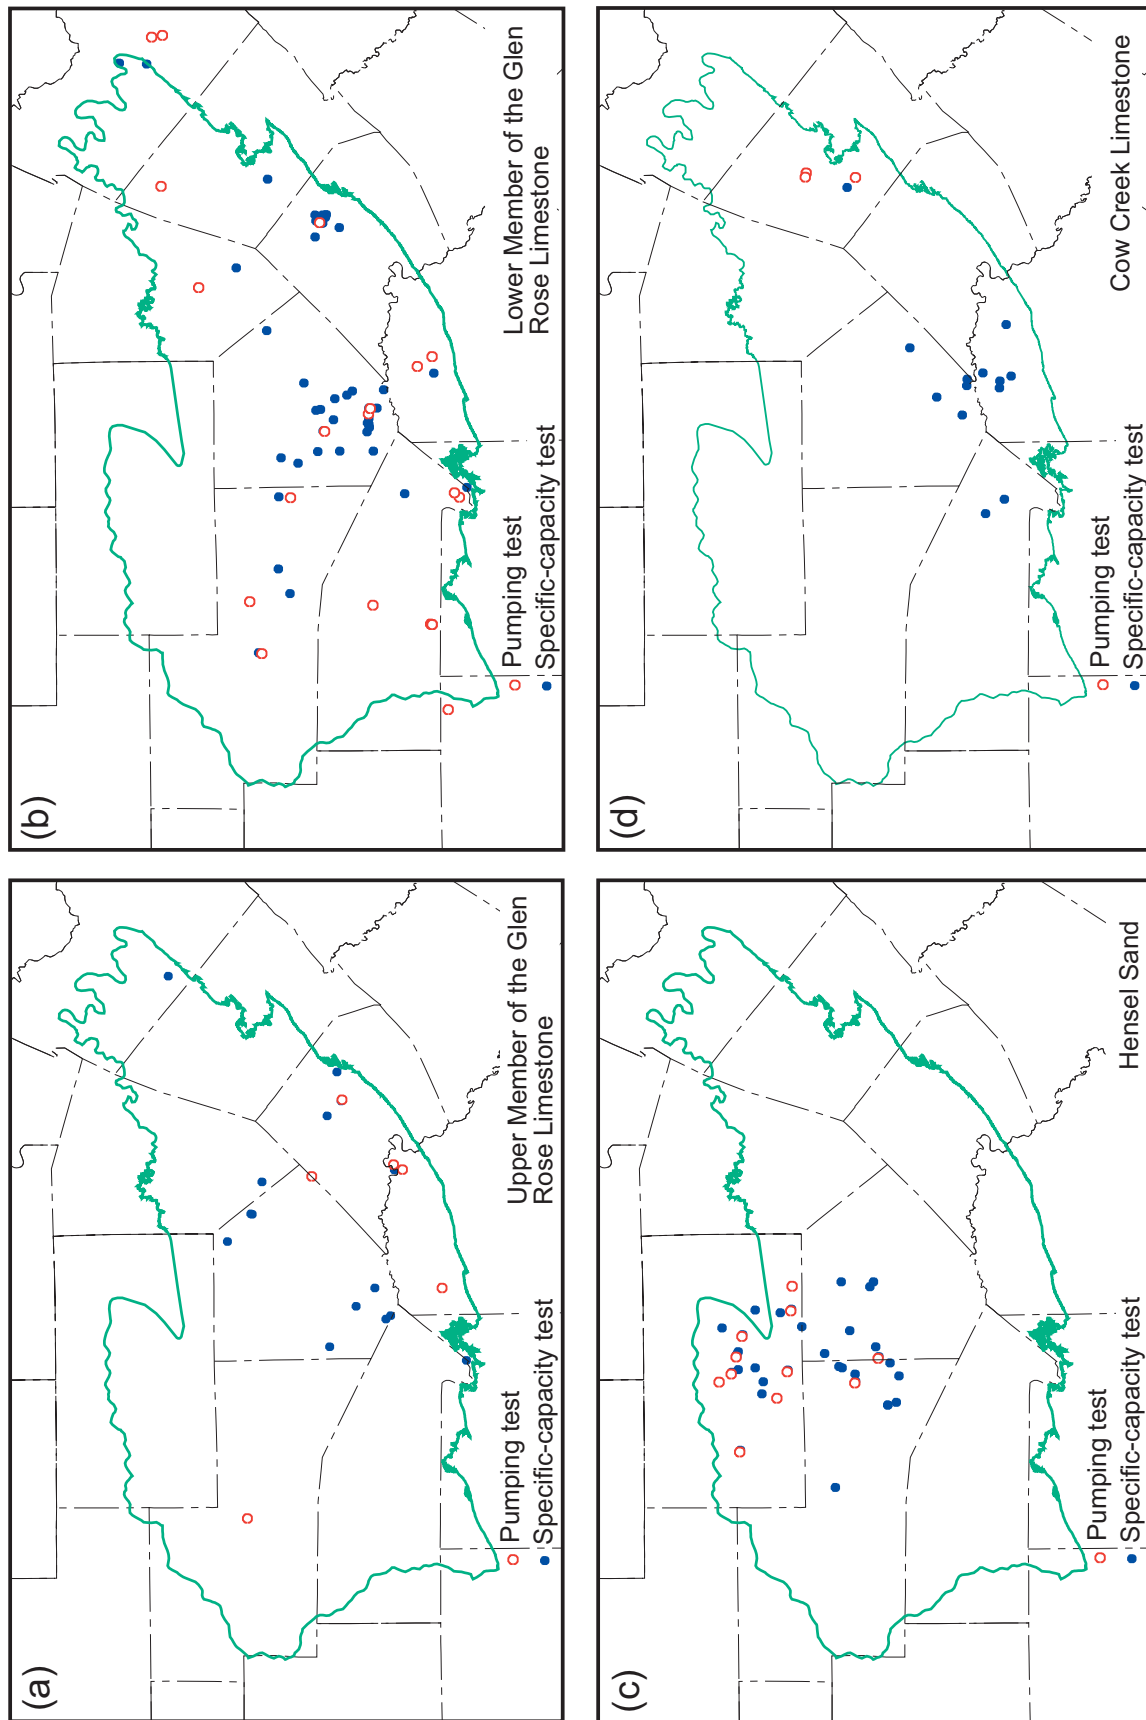 (a)
Upper Member of the Glen
Rose Limestone
Pumping test
Specific-capacity test
(b)
Lower Member of the Glen
Rose Limestone
Pumping test
Specific-capacity test
(c)
Hensel Sand
Pumping test
Specific-capacity test
(d)
Cow Creek Limestone
Pumping test
Specific-capacity test